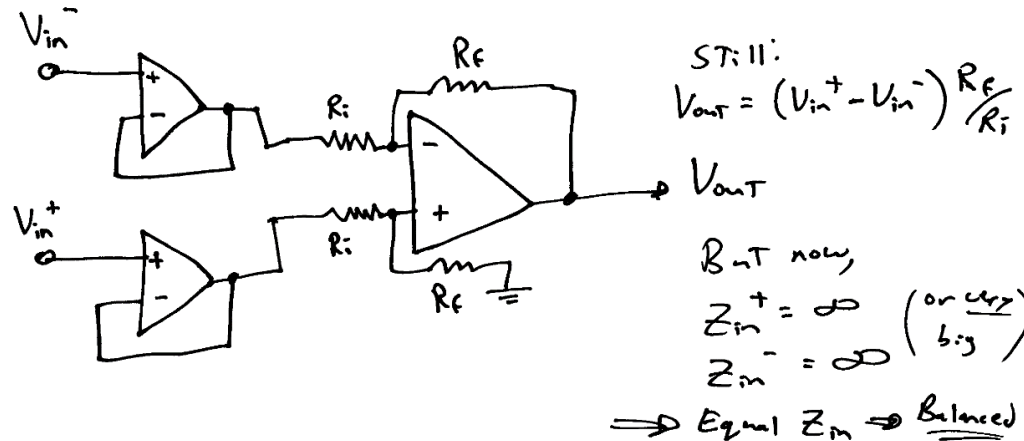 Vin⁻
+
-
Ri
RF
-
+
Vin⁺
+
-
Ri
RF
STill:
Vout = (Vin⁺ - Vin⁻) RF/Ri
Vout
But now,
Zin⁺ = ∞ (or very big)
Zin⁻ = ∞
⇒ Equal Zin ⇒ Balanced